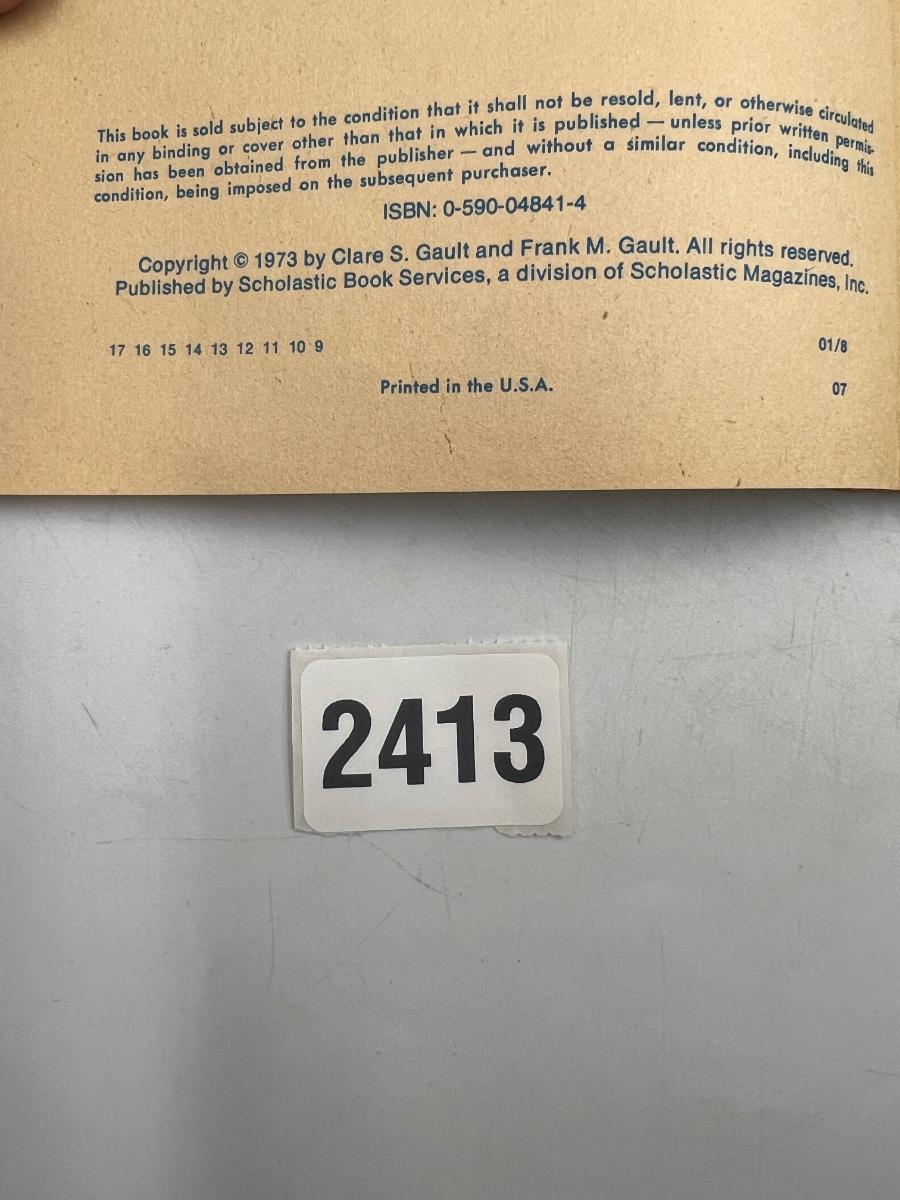 This book is sold subject to the condition that it shall not be resold, lent, or otherwise circulated
in any binding or cover other than that in which it is published — unless prior written permis-
sion has been obtained from the publisher — and without a similar condition, including this
condition, being imposed on the subsequent purchaser.
ISBN: 0-590-04841-4
Copyright © 1973 by Clare S. Gault and Frank M. Gault. All rights reserved.
Published by Scholastic Book Services, a division of Scholastic Magazines, Inc.
17 16 15 14 13 12 11 10 9 01/8
Printed in the U.S.A. 07
2413